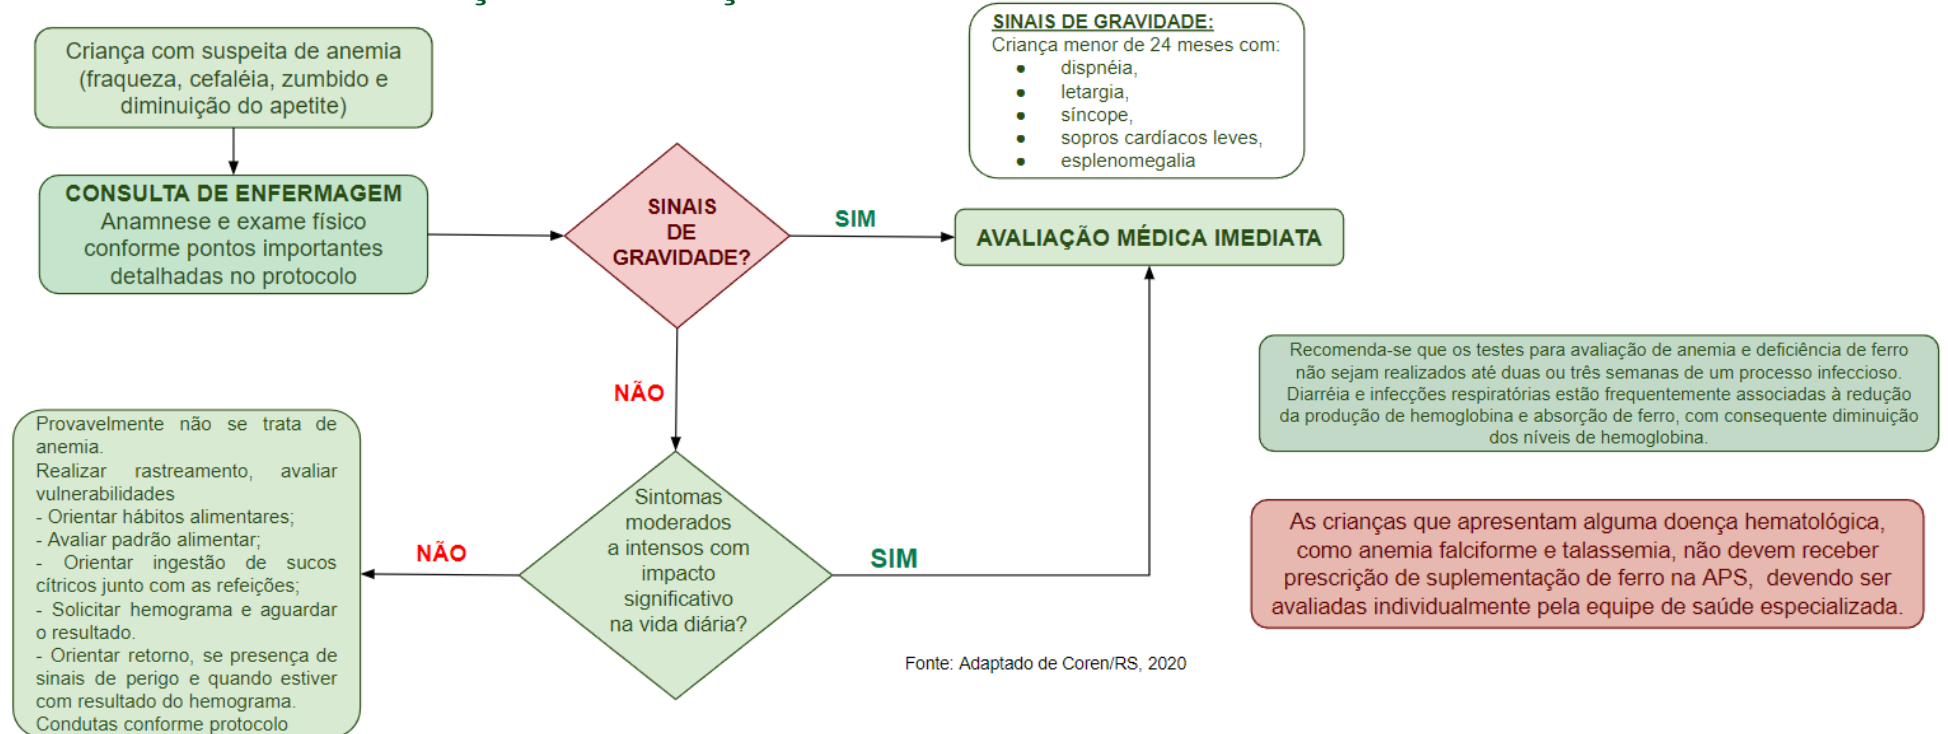 Criança com suspeita de anemia
(fraqueza, cefaléia, zumbido e
diminuição do apetite)
CONSULTA DE ENFERMAGEM
Anamnese e exame físico
conforme pontos importantes
detalhadas no protocolo
SINAIS
DE
GRAVIDADE?
SIM
SINAIS DE GRAVIDADE:
Criança menor de 24 meses com:
● dispnéia,
● letargia,
● síncope,
● sopros cardíacos leves,
● esplenomegalia
AVALIAÇÃO MÉDICA IMEDIATA
NÃO
Sintomas
moderados
a intensos com
impacto
significativo
na vida diária?
SIM
NÃO
Provavelmente não se trata de
anemia.
Realizar rastreamento, avaliar
vulnerabilidades
- Orientar hábitos alimentares;
- Avaliar padrão alimentar;
- Orientar ingestão de sucos
cítricos junto com as refeições;
- Solicitar hemograma e aguardar
o resultado.
- Orientar retorno, se presença de
sinais de perigo e quando estiver
com resultado do hemograma.
Condutas conforme protocolo
Recomenda-se que os testes para avaliação de anemia e deficiência de ferro
não sejam realizados até duas ou três semanas de um processo infeccioso.
Diarréia e infecções respiratórias estão frequentemente associadas à redução
da produção de hemoglobina e absorção de ferro, com consequente diminuição
dos níveis de hemoglobina.
As crianças que apresentam alguma doença hematológica,
como anemia falciforme e talassemia, não devem receber
prescrição de suplementação de ferro na APS, devendo ser
avaliadas individualmente pela equipe de saúde especializada.
Fonte: Adaptado de Coren/RS, 2020